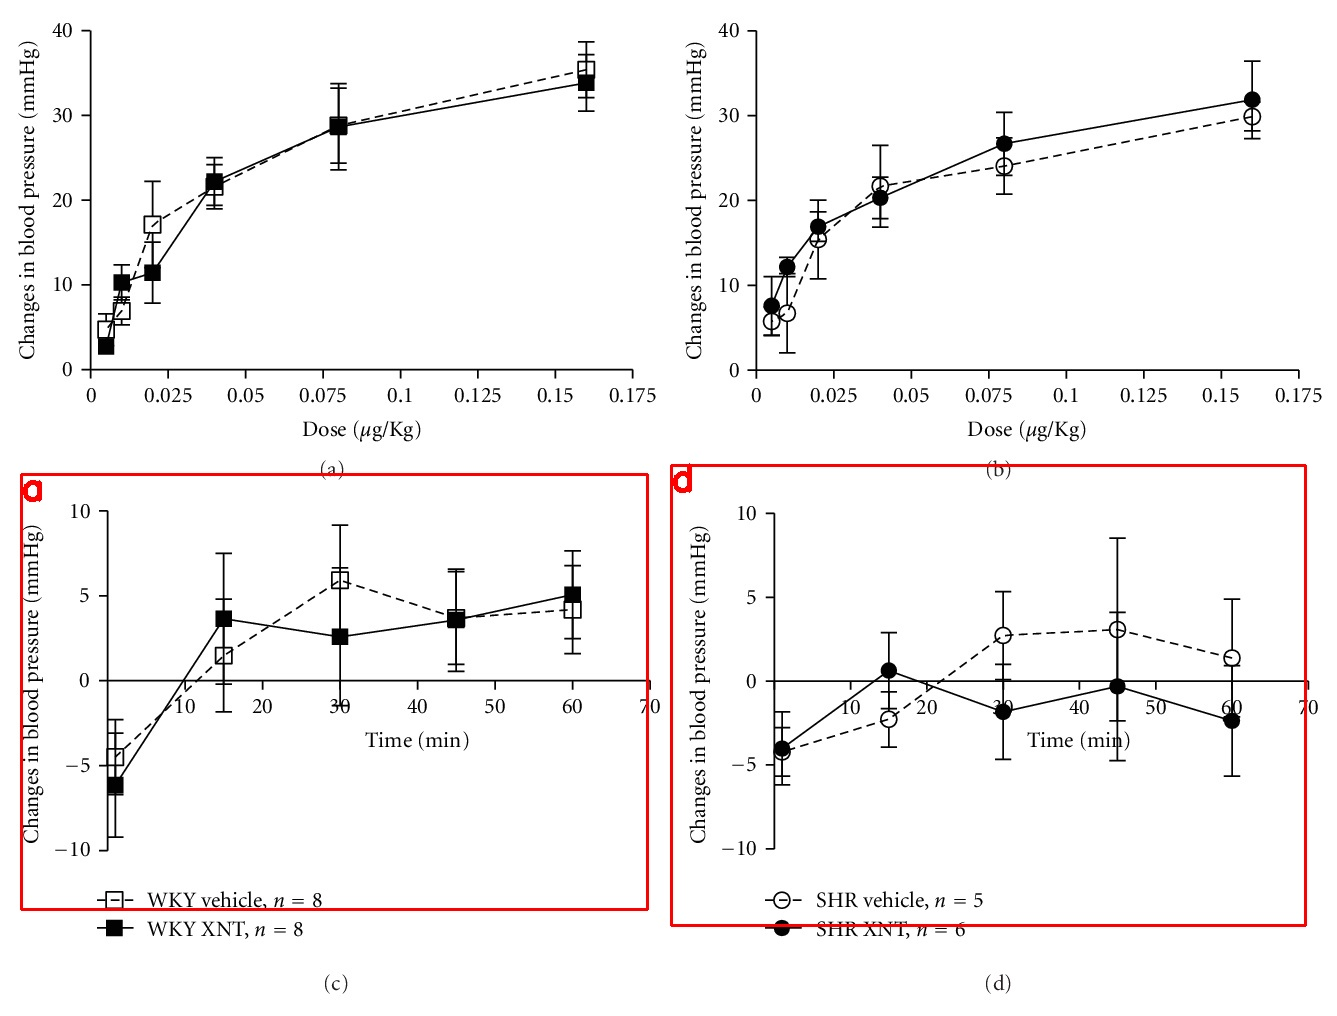 40
30
20
10
0
Changes in blood pressure (mmHg)
0 0.025 0.05 0.075 0.1 0.125 0.15 0.175
Dose (μg/Kg)
(a)
40
30
20
10
0
Changes in blood pressure (mmHg)
0 0.025 0.05 0.075 0.1 0.125 0.15 0.175
Dose (μg/Kg)
(b)
a
10
5
0
−5
−10
Changes in blood pressure (mmHg)
10 20 30 40 50 60 70
Time (min)
WKY vehicle, n = 8
WKY XNT, n = 8
(c)
d
10
5
0
−5
−10
Changes in blood pressure (mmHg)
10 20 30 40 50 60 70
Time (min)
SHR vehicle, n = 5
SHR XNT, n = 6
(d)